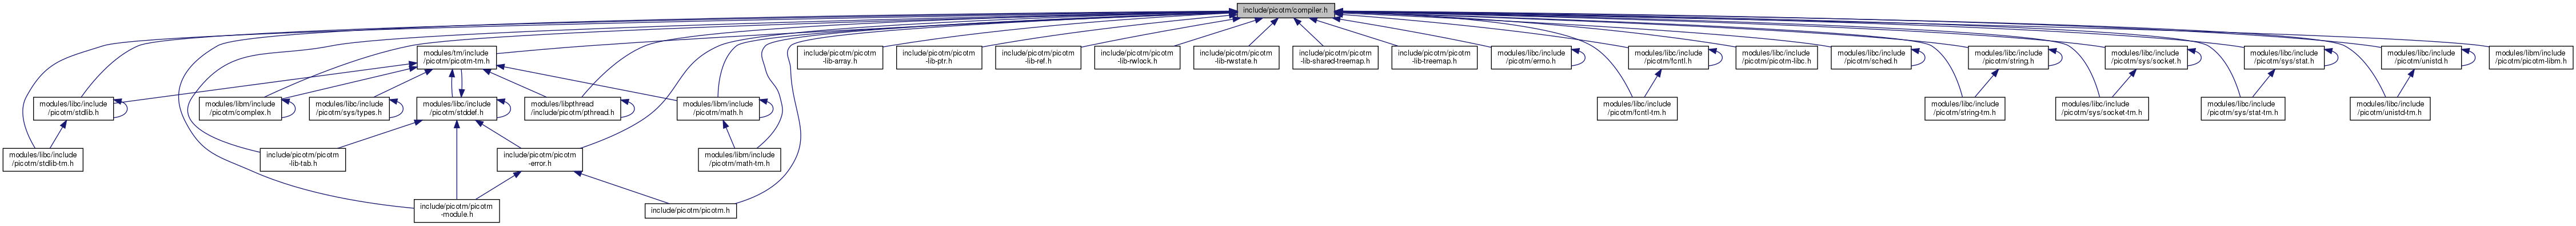 include/picotm/compiler.h
modules/tm/include
/picotm/picotm-tm.h
include/picotm/picotm
-lib-array.h
include/picotm/picotm
-lib-ptr.h
include/picotm/picotm
-lib-ref.h
include/picotm/picotm
-lib-rwlock.h
include/picotm/picotm
-lib-rwstate.h
include/picotm/picotm
-lib-shared-treemap.h
include/picotm/picotm
-lib-treemap.h
modules/libc/include
/picotm/errno.h
modules/libc/include
/picotm/fcntl.h
modules/libc/include
/picotm/picotm-libc.h
modules/libc/include
/picotm/sched.h
modules/libc/include
/picotm/string.h
modules/libc/include
/picotm/sys/socket.h
modules/libc/include
/picotm/sys/stat.h
modules/libc/include
/picotm/unistd.h
modules/libm/include
/picotm/picotm-libm.h
modules/libc/include
/picotm/stdlib.h
modules/libm/include
/picotm/complex.h
modules/libc/include
/picotm/sys/types.h
modules/libc/include
/picotm/stddef.h
modules/libpthread
/include/picotm/pthread.h
modules/libm/include
/picotm/math.h
modules/libc/include
/picotm/fcntl-tm.h
modules/libc/include
/picotm/string-tm.h
modules/libc/include
/picotm/sys/socket-tm.h
modules/libc/include
/picotm/sys/stat-tm.h
modules/libc/include
/picotm/unistd-tm.h
modules/libc/include
/picotm/stdlib-tm.h
include/picotm/picotm
-lib-tab.h
include/picotm/picotm
-error.h
modules/libm/include
/picotm/math-tm.h
include/picotm/picotm
-module.h
include/picotm/picotm.h